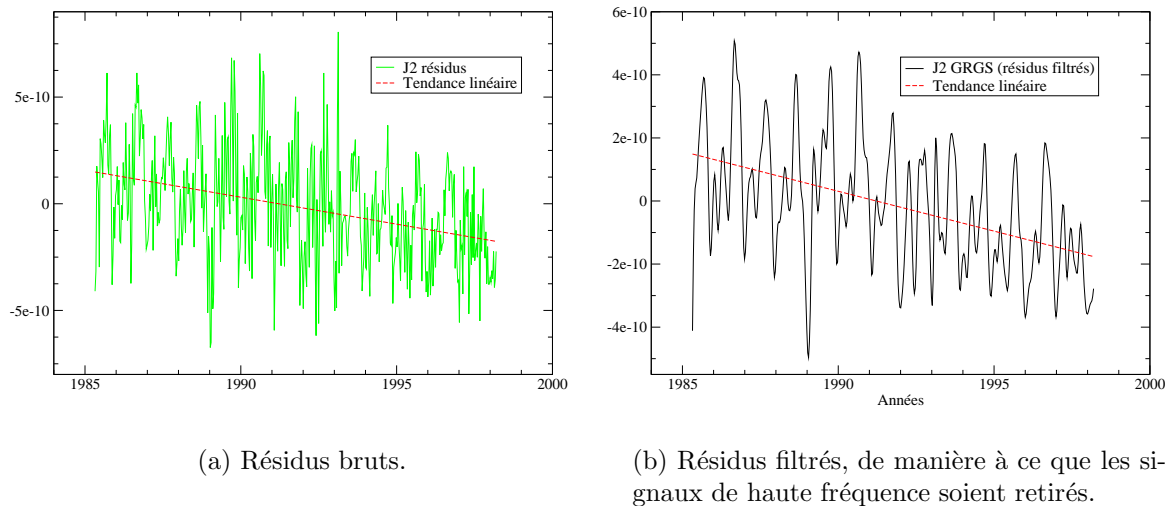 5e-10
0
-5e-10
1985
1990
1995
2000
J2 résidus
Tendance linéaire
6e-10
4e-10
2e-10
0
-2e-10
-4e-10
1985
1990
1995
2000
Années
J2 GRGS (résidus filtrés)
Tendance linéaire
(a) Résidus bruts.
(b) Résidus filtrés, de manière à ce que les si-
gnaux de haute fréquence soient retirés.